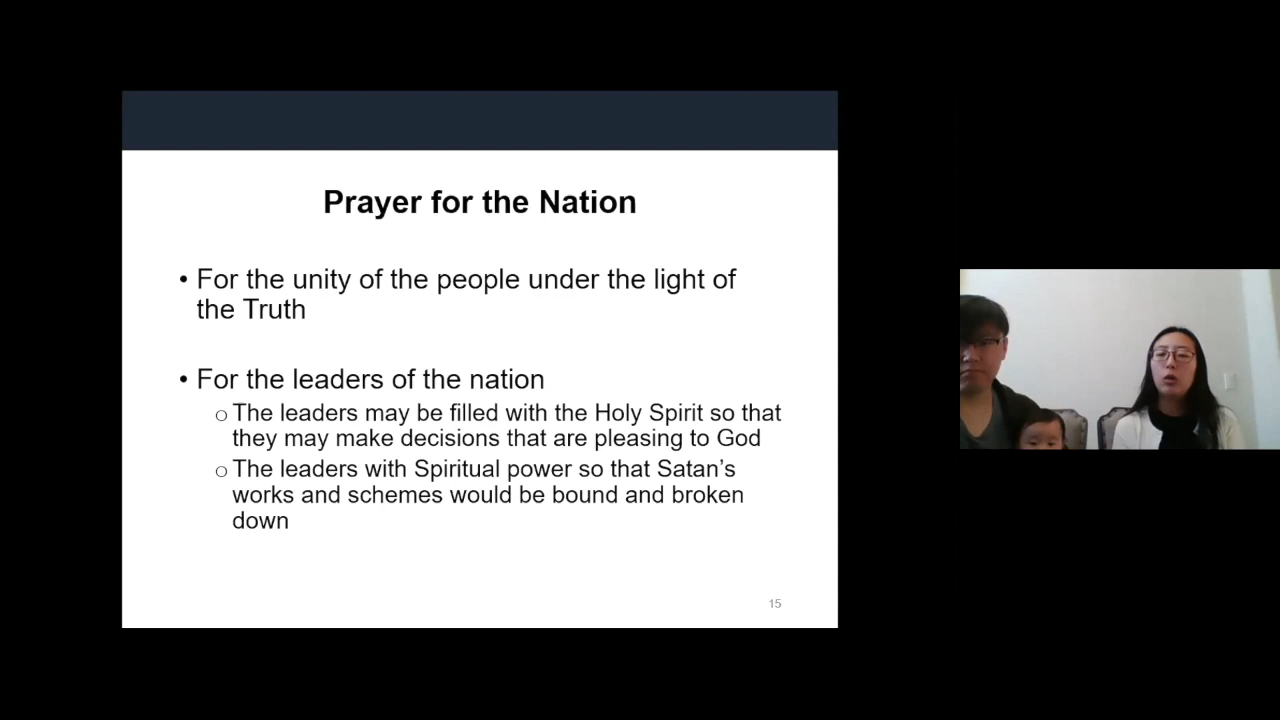 Prayer for the Nation
• For the unity of the people under the light of
the Truth
• For the leaders of the nation
○ The leaders may be filled with the Holy Spirit so that
they may make decisions that are pleasing to God
○ The leaders with Spiritual power so that Satan’s
works and schemes would be bound and broken
down
15